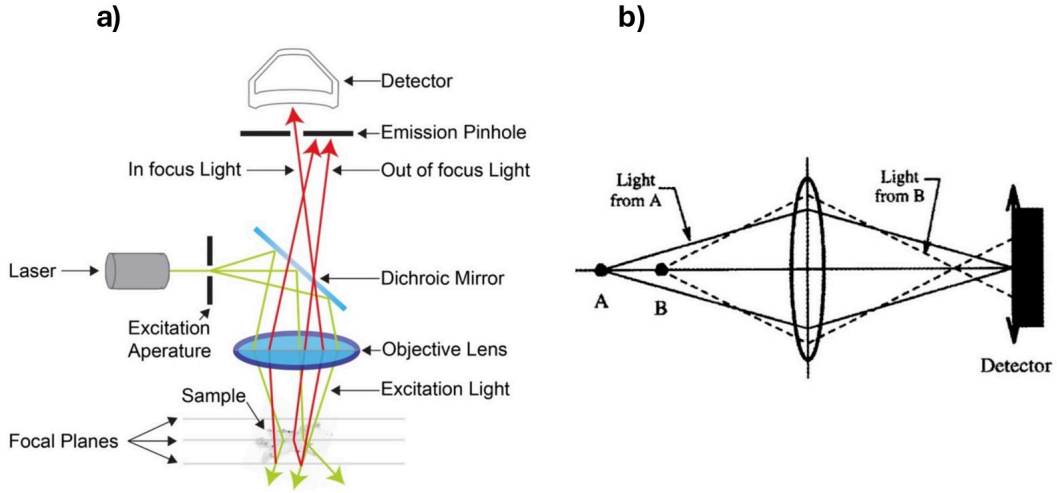 a)
Detector
Emission Pinhole
In focus Light
Out of focus Light
Laser
Dichroic Mirror
Excitation
Aperature
Objective Lens
Excitation Light
Sample
Focal Planes
b)
Light
from A
Light
from B
A
B
Detector